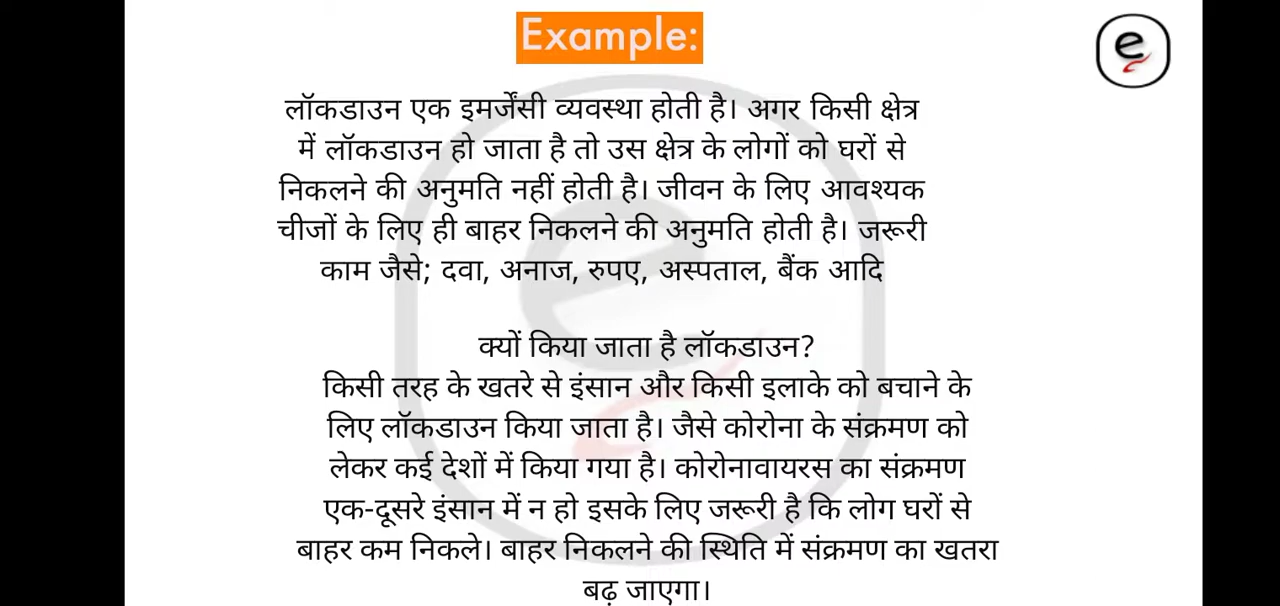 Example:
e
लॉकडाउन एक इमर्जेंसी व्यवस्था होती है। अगर किसी क्षेत्र
में लॉकडाउन हो जाता है तो उस क्षेत्र के लोगों को घरों से
निकलने की अनुमति नहीं होती है। जीवन के लिए आवश्यक
चीजों के लिए ही बाहर निकलने की अनुमति होती है। जरूरी
काम जैसे; दवा, अनाज, रुपए, अस्पताल, बैंक आदि
क्यों किया जाता है लॉकडाउन?
किसी तरह के खतरे से इंसान और किसी इलाके को बचाने के
लिए लॉकडाउन किया जाता है। जैसे कोरोना के संक्रमण को
लेकर कई देशों में किया गया है। कोरोनावायरस का संक्रमण
एक-दूसरे इंसान में न हो इसके लिए जरूरी है कि लोग घरों से
बाहर कम निकले। बाहर निकलने की स्थिति में संक्रमण का खतरा
बढ़ जाएगा।